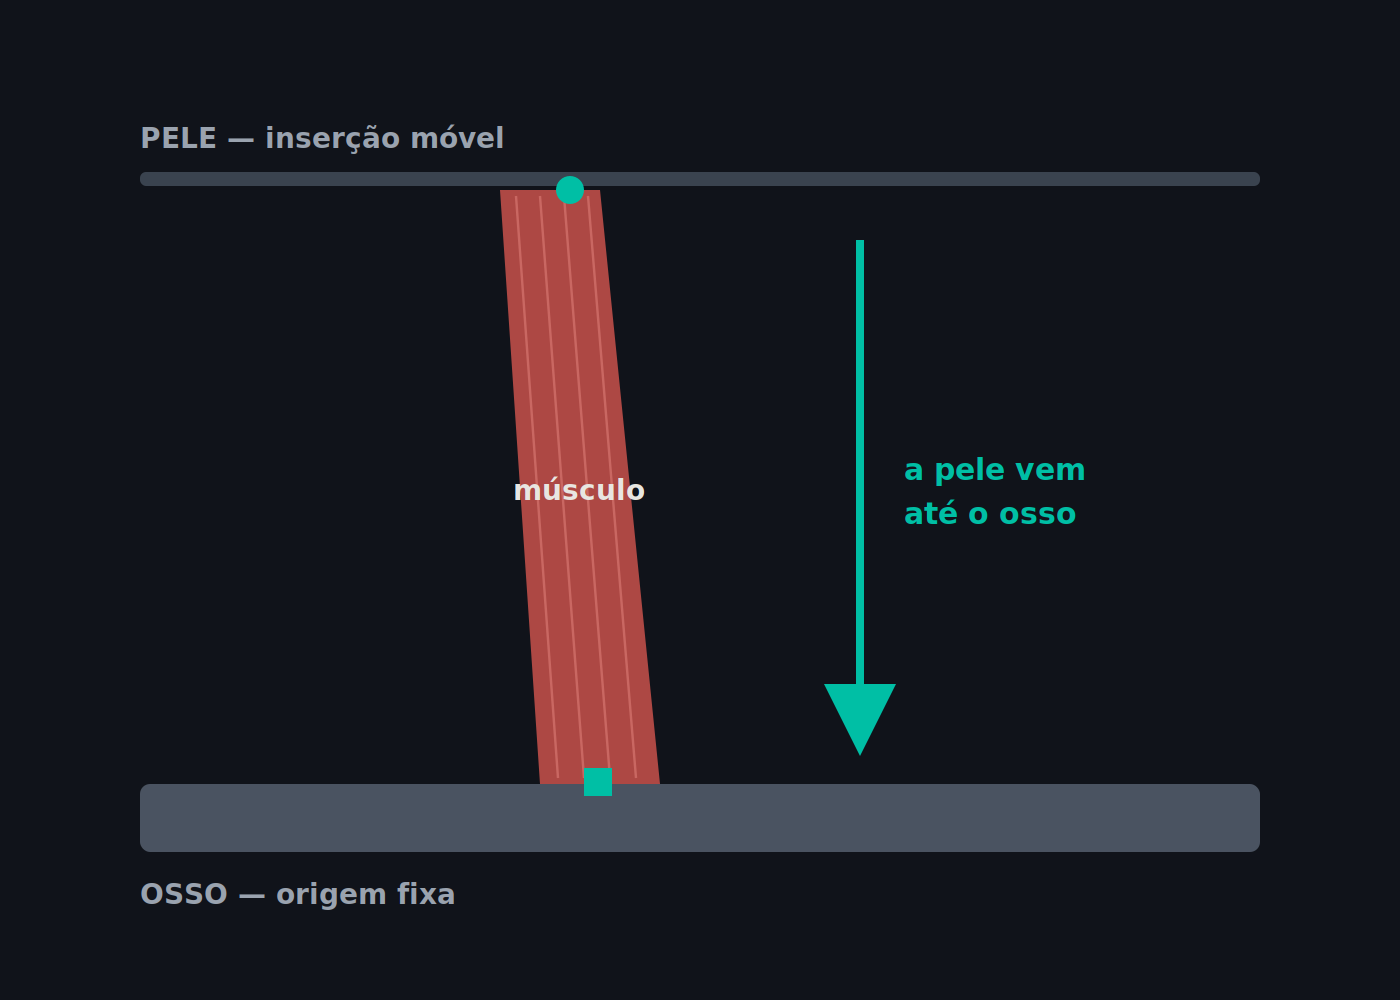 PELE — inserção móvel
músculo
a pele vem
até o osso
OSSO — origem fixa